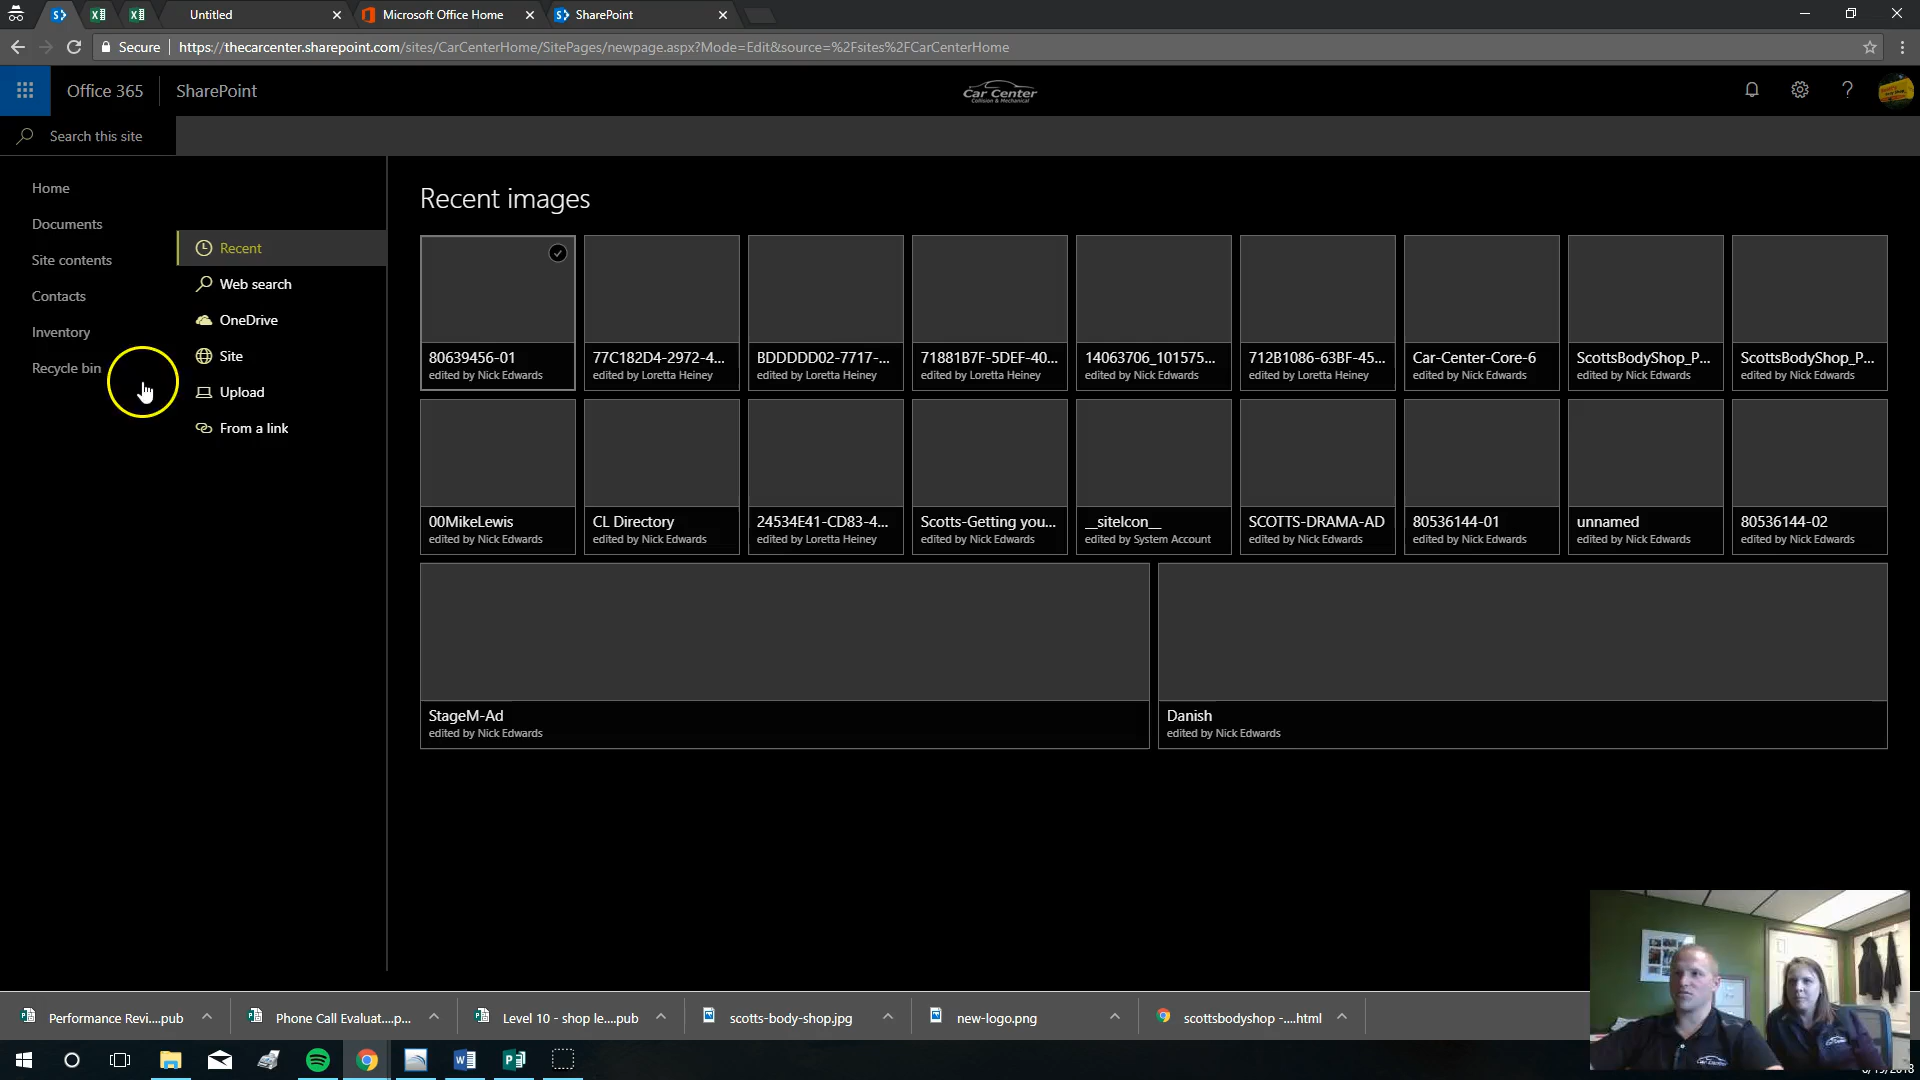 Untitled
Microsoft Office Home
SharePoint
Secure
https://thecarcenter.sharepoint.com/sites/CarCenterHome/SitePages/newpage.aspx?Mode=Edit&source=%2Fsites%2FCarCenterHome
Office 365
SharePoint
Car Center
Collision & Mechanical
Search this site
Home
Documents
Site contents
Contacts
Inventory
Recycle bin
Recent
Web search
OneDrive
Site
Upload
From a link
Recent images
80639456-01
edited by Nick Edwards
77C182D4-2972-4...
edited by Loretta Heiney
BDDDDD02-7717-...
edited by Loretta Heiney
71881B7F-5DEF-40...
edited by Loretta Heiney
14063706_101575...
edited by Nick Edwards
712B1086-63BF-45...
edited by Loretta Heiney
Car-Center-Core-6
edited by Nick Edwards
ScottsBodyShop_P...
edited by Nick Edwards
ScottsBodyShop_P...
edited by Nick Edwards
00MikeLewis
edited by Nick Edwards
CL Directory
edited by Nick Edwards
24534E41-CD83-4...
edited by Loretta Heiney
Scotts-Getting you...
edited by Nick Edwards
__siteIcon__
edited by System Account
SCOTTS-DRAMA-AD
edited by Nick Edwards
80536144-01
edited by Nick Edwards
unnamed
edited by Nick Edwards
80536144-02
edited by Nick Edwards
StageM-Ad
edited by Nick Edwards
Danish
edited by Nick Edwards
Performance Revi....pub
Phone Call Evaluat....p...
Level 10 - shop le....pub
scotts-body-shop.jpg
new-logo.png
scottsbodyshop -....html